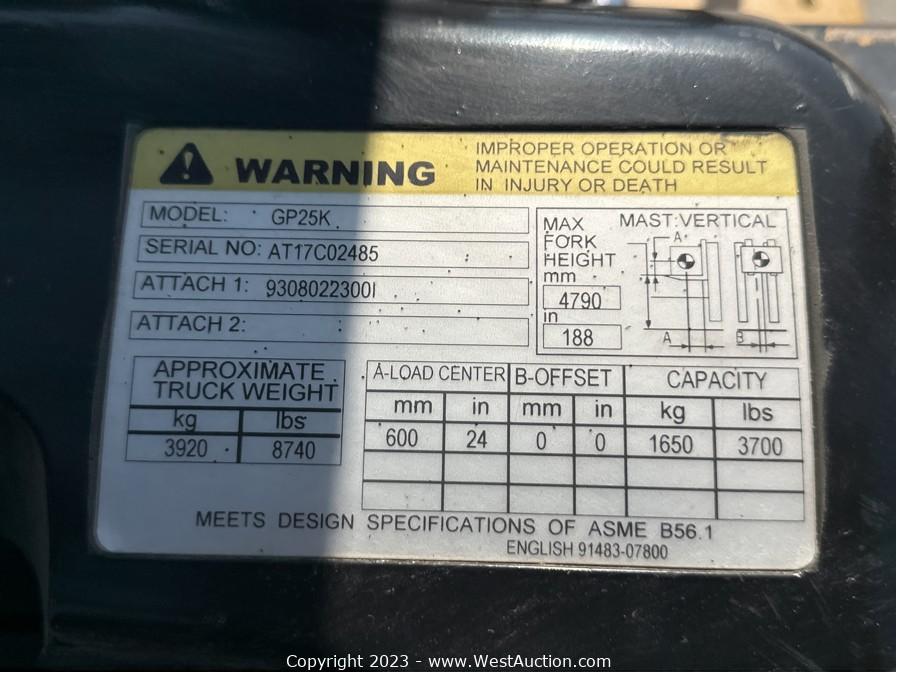 WARNING
IMPROPER OPERATION OR
MAINTENANCE COULD RESULT
IN INJURY OR DEATH
MODEL: GP25K
SERIAL NO: AT17C02485
ATTACH 1: 9308022300I
ATTACH 2:
MAX
FORK
HEIGHT
mm
4790
in
188
MAST:VERTICAL
A
A
B
APPROXIMATE
TRUCK WEIGHT
kg lbs
3920 8740
A-LOAD CENTER B-OFFSET CAPACITY
mm in mm in kg lbs
600 24 0 0 1650 3700
MEETS DESIGN SPECIFICATIONS OF ASME B56.1
ENGLISH 91483-07800
Copyright 2023 - www.WestAuction.com